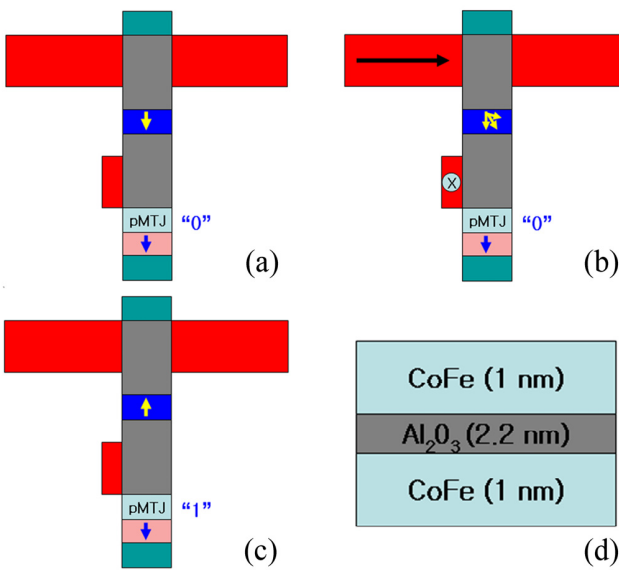 pMTJ "0"
(a)
X
pMTJ "0"
(b)
pMTJ "1"
(c)
CoFe (1 nm)
Al₂O₃ (2.2 nm)
CoFe (1 nm)
(d)